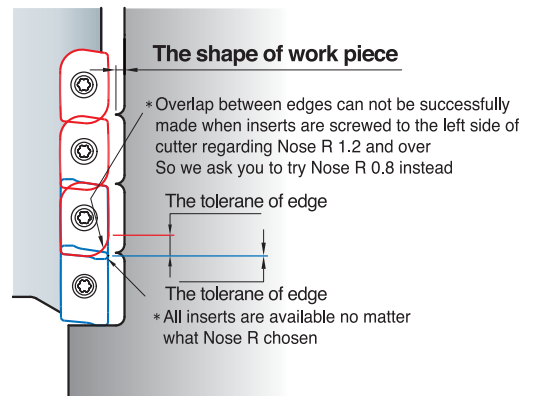 The shape of work piece
* Overlap between edges can not be successfully
made when inserts are screwed to the left side of
cutter regarding Nose R 1.2 and over
So we ask you to try Nose R 0.8 instead
The tolerane of edge
The tolerane of edge
* All inserts are available no matter
what Nose R chosen